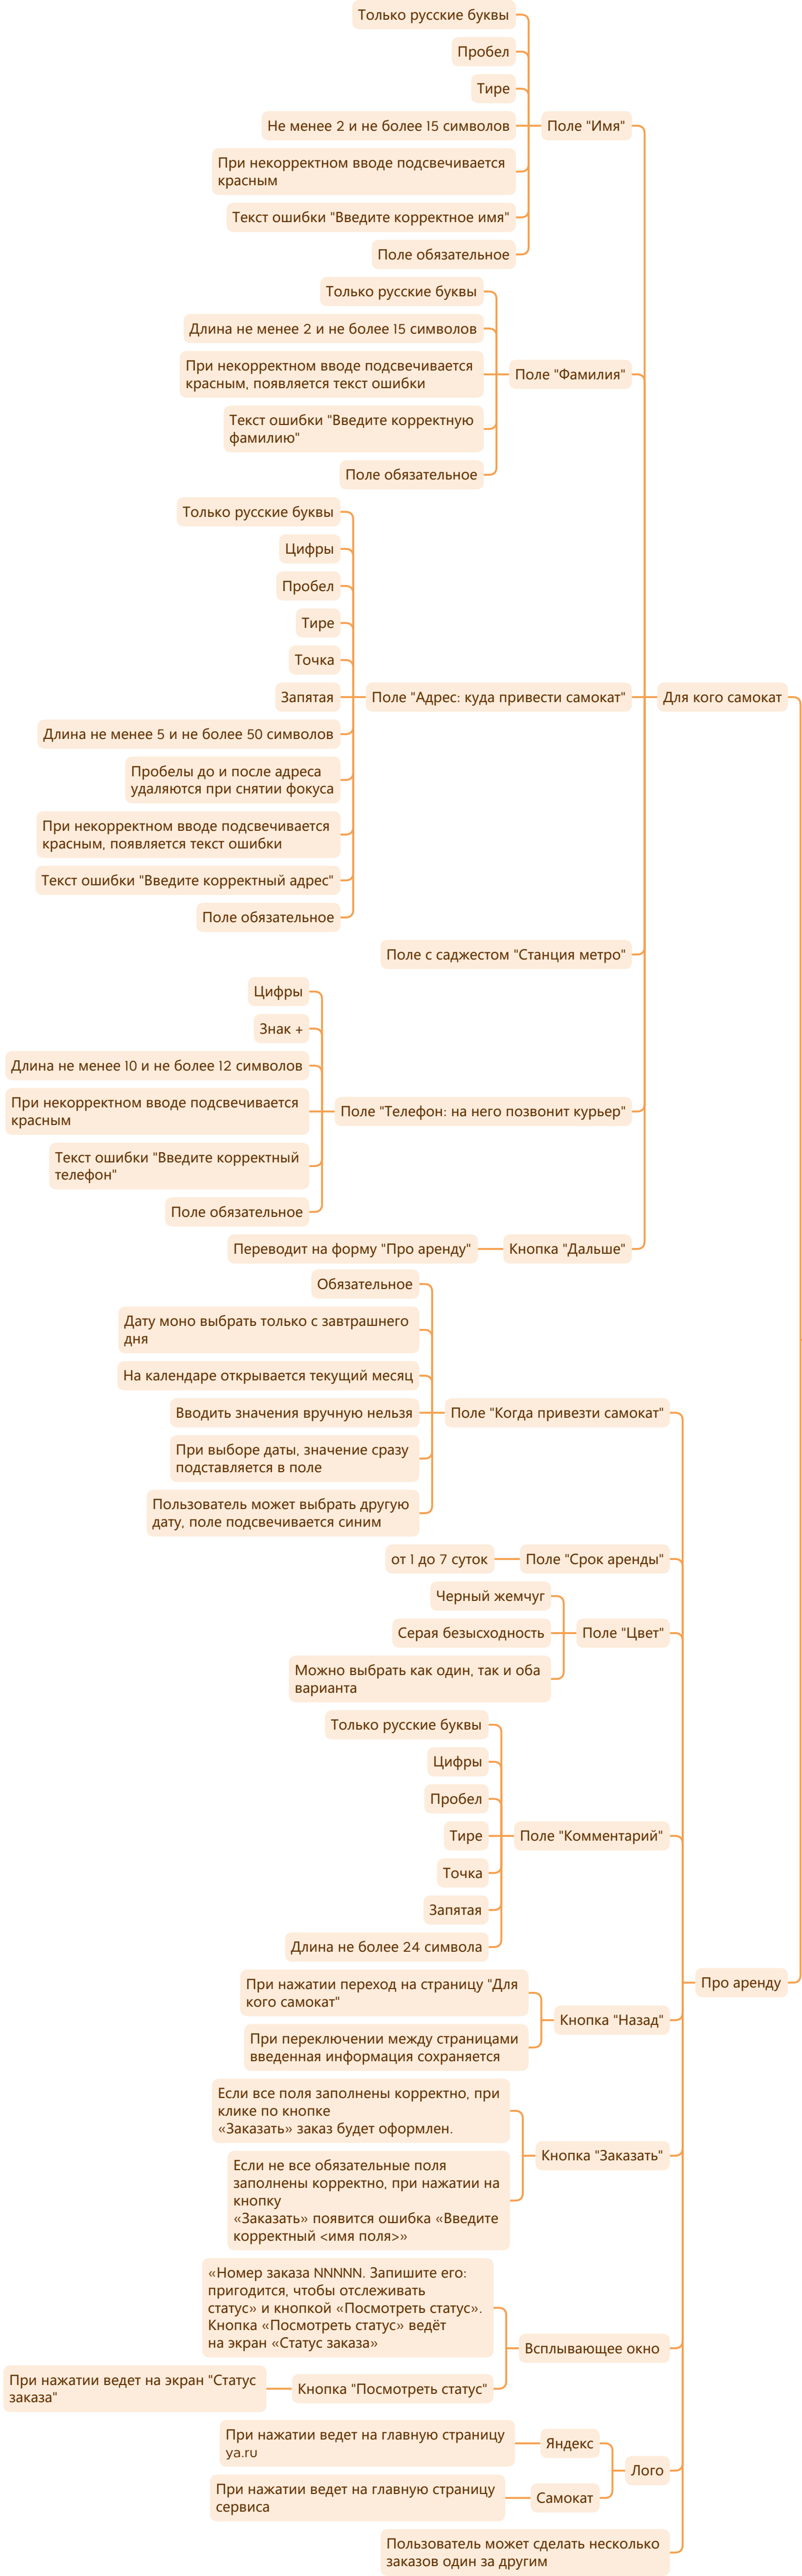 Только русские буквы
Пробел
Тире
Не менее 2 и не более 15 символов
Поле "Имя"
При некорректном вводе подсвечивается
красным
Текст ошибки "Введите корректное имя"
Поле обязательное
Только русские буквы
Длина не менее 2 и не более 15 символов
При некорректном вводе подсвечивается
красным, появляется текст ошибки
Поле "Фамилия"
Текст ошибки "Введите корректную
фамилию"
Поле обязательное
Только русские буквы
Цифры
Пробел
Тире
Точка
Запятая
Поле "Адрес: куда привести самокат"
Для кого самокат
Длина не менее 5 и не более 50 символов
Пробелы до и после адреса
удаляются при снятии фокуса
При некорректном вводе подсвечивается
красным, появляется текст ошибки
Текст ошибки "Введите корректный адрес"
Поле обязательное
Поле с саджестом "Станция метро"
Цифры
Знак +
Длина не менее 10 и не более 12 символов
При некорректном вводе подсвечивается
красным
Поле "Телефон: на него позвонит курьер"
Текст ошибки "Введите корректный
телефон"
Поле обязательное
Переводит на форму "Про аренду"
Кнопка "Дальше"
Обязательное
Дату моно выбрать только с завтрашнего
дня
На календаре открывается текущий месяц
Вводить значения вручную нельзя
Поле "Когда привезти самокат"
При выборе даты, значение сразу
подставляется в поле
Пользователь может выбрать другую
дату, поле подсвечивается синим
от 1 до 7 суток
Поле "Срок аренды"
Черный жемчуг
Серая безысходность
Поле "Цвет"
Можно выбрать как один, так и оба
варианта
Только русские буквы
Цифры
Пробел
Тире
Поле "Комментарий"
Точка
Запятая
Длина не более 24 символа
Про аренду
При нажатии переход на страницу "Для
кого самокат"
Кнопка "Назад"
При переключении между страницами
введенная информация сохраняется
Если все поля заполнены корректно, при
клике по кнопке
«Заказать» заказ будет оформлен.
Кнопка "Заказать"
Если не все обязательные поля
заполнены корректно, при нажатии на
кнопку
«Заказать» появится ошибка «Введите
корректный <имя поля>»
«Номер заказа NNNNN. Запишите его:
пригодится, чтобы отслеживать
статус» и кнопкой «Посмотреть статус».
Кнопка «Посмотреть статус» ведёт
на экран «Статус заказа»
Всплывающее окно
При нажатии ведет на экран "Статус
заказа"
Кнопка "Посмотреть статус"
При нажатии ведет на главную страницу
ya.ru
Яндекс
Лого
При нажатии ведет на главную страницу
сервиса
Самокат
Пользователь может сделать несколько
заказов один за другим